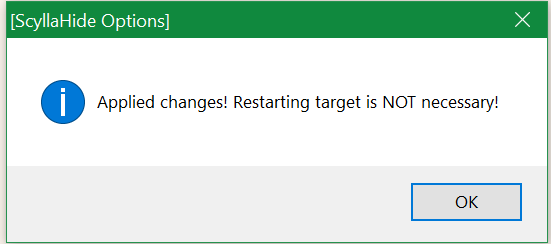 [ScyllaHide Options]
Applied changes! Restarting target is NOT necessary!
OK